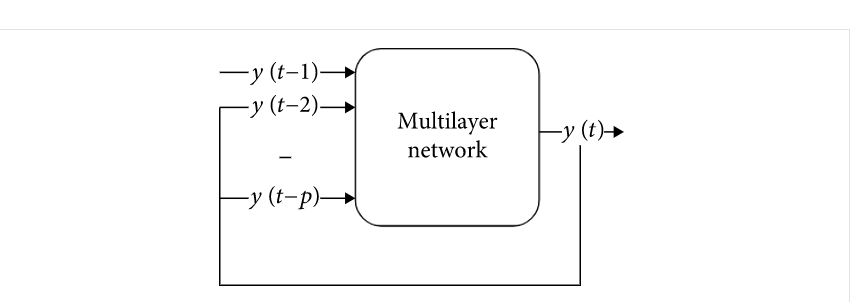 y (t–1)
y (t–2)
–
y (t–p)
Multilayer
network
y (t)